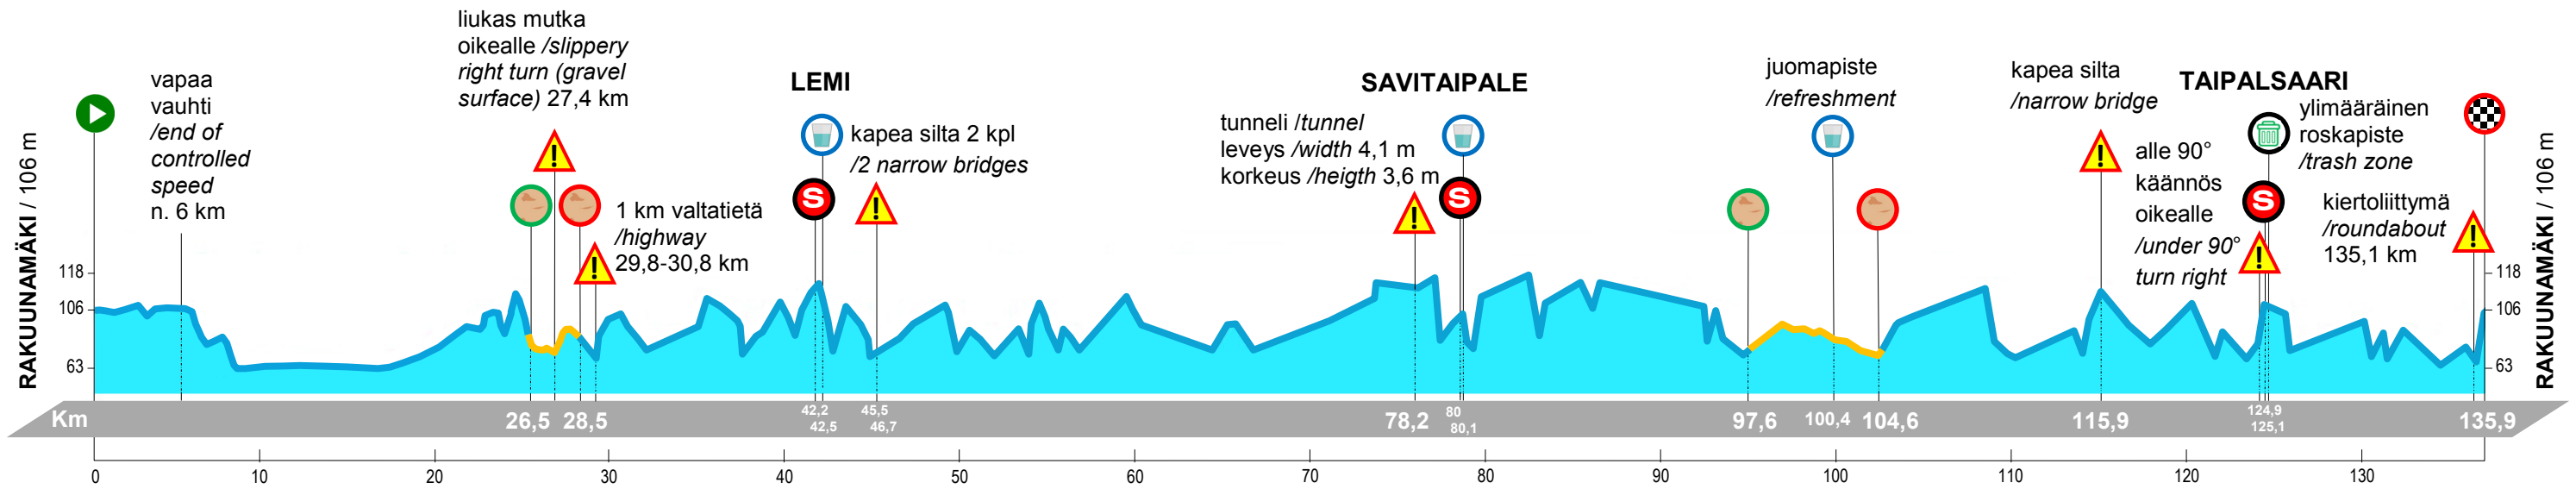 RAKUUNAMÄKI / 106 m
118
106
63
vapaa
vauhti
/end of
controlled
speed
n. 6 km
liukas mutka
oikealle /slippery
right turn (gravel
surface) 27,4 km
1 km valtatietä
/highway
29,8-30,8 km
LEMI
S
kapea silta 2 kpl
/2 narrow bridges
SAVITAIPALE
tunneli /tunnel
leveys /width 4,1 m
korkeus /heigth 3,6 m
S
juomapiste
/refreshment
kapea silta
/narrow bridge
TAIPALSAARI
alle 90°
käännös
oikealle
/under 90°
turn right
S
ylimääräinen
roskapiste
/trash zone
kiertoliittymä
/roundabout
135,1 km
118
106
63
RAKUUNAMÄKI / 106 m
Km
26,5
28,5
42,2
42,5
45,5
46,7
78,2
80
80,1
97,6
100,4
104,6
115,9
124,9
125,1
135,9
0
10
20
30
40
50
60
70
80
90
100
110
120
130